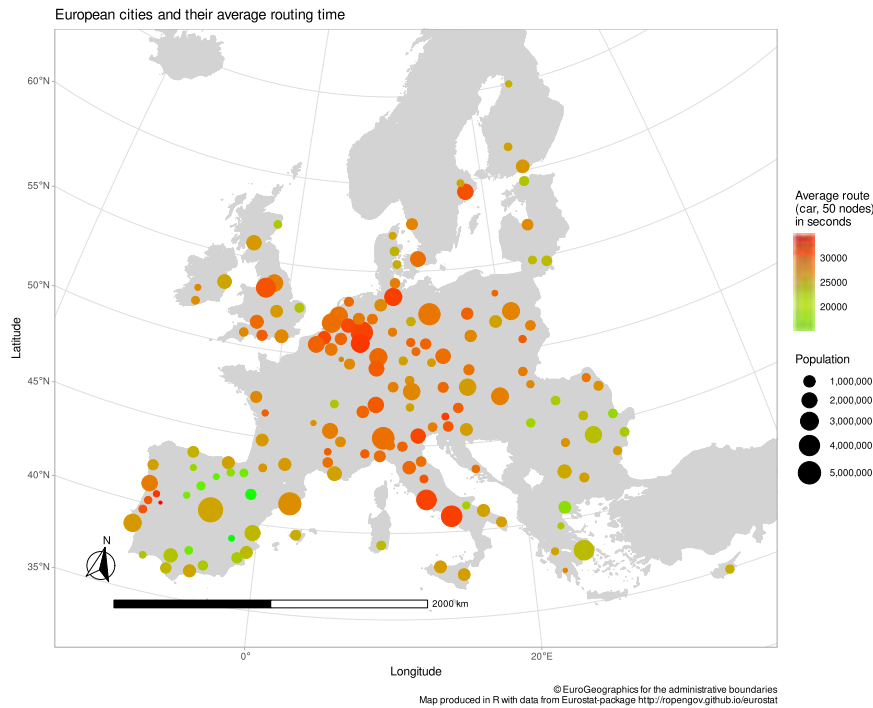 European cities and their average routing time
60°N
55°N
50°N
45°N
40°N
35°N
Latitude
N
2000 km
0°
20°E
Longitude
Average route
(car, 50 nodes)
in seconds
30000
25000
20000
Population
1,000,000
2,000,000
3,000,000
4,000,000
5,000,000
© EuroGeographics for the administrative boundaries
Map produced in R with data from Eurostat-package http://ropengov.github.io/eurostat